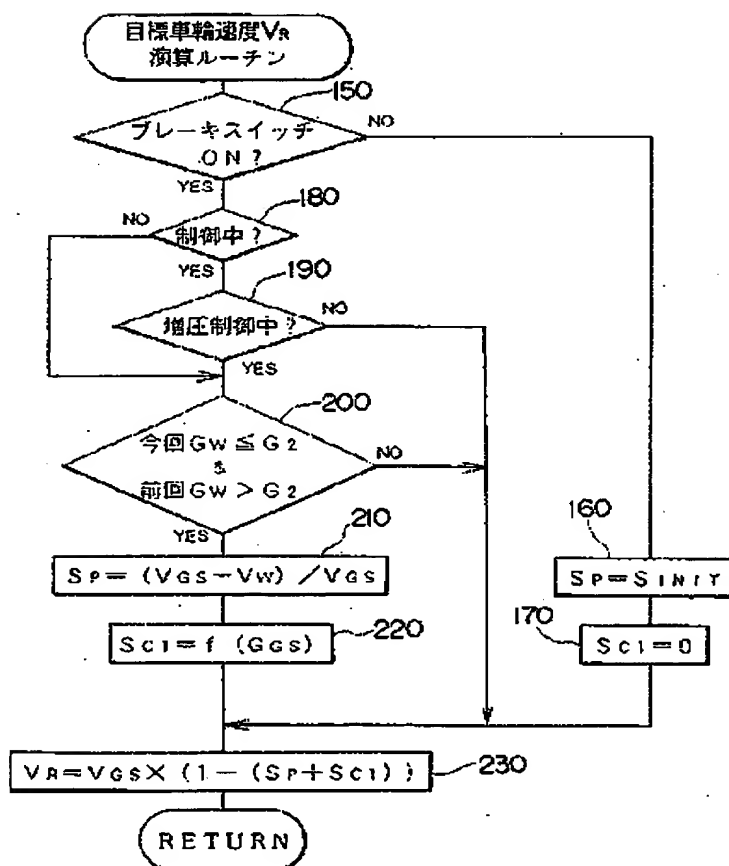 目標車輪速度VR
演算ルーチン
150
ブレーキスイッチ
ON?
NO
YES
180
NO
制御中?
YES
190
増圧制御中?
NO
YES
200
今回GW≦G2
&
前回GW>G2
NO
YES
210
SP=(VGS-VW)/VGS
160
SP=SINIT
220
SC1=f(GGS)
170
SC1=0
VR=VGS×(1-(SP+SC1))
230
RETURN